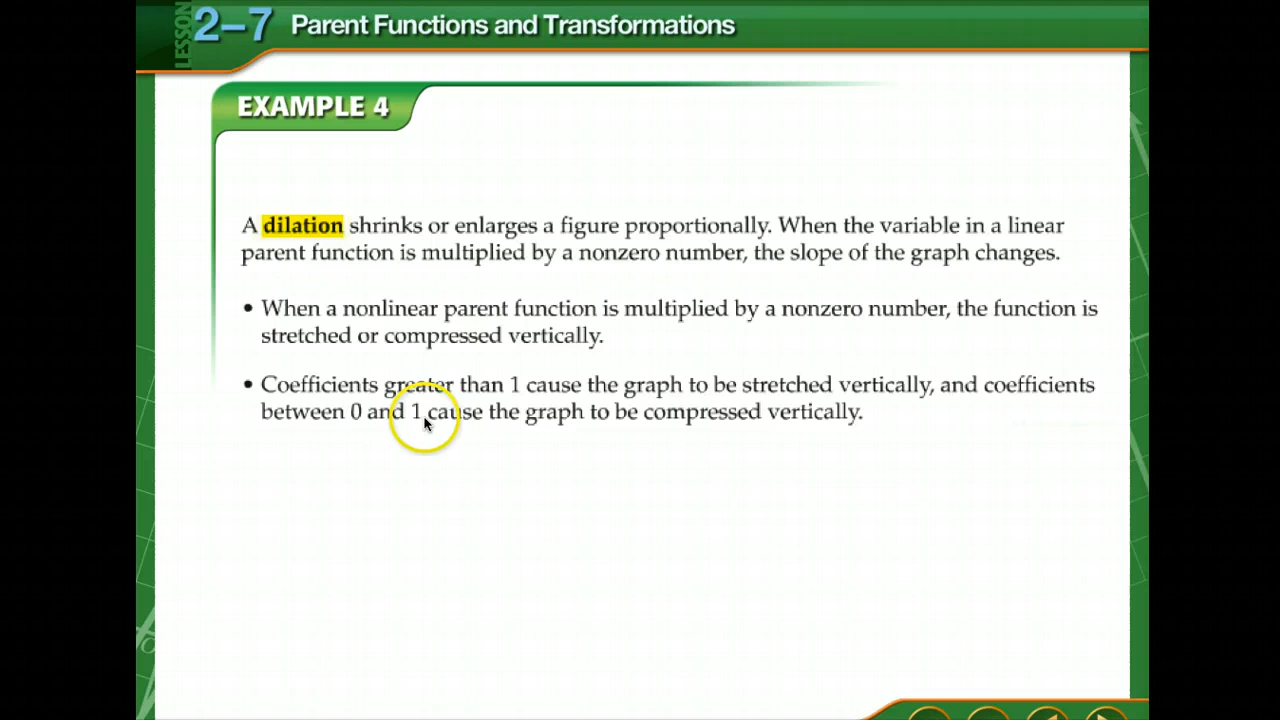 LESSON
2–7 Parent Functions and Transformations
EXAMPLE 4
A dilation shrinks or enlarges a figure proportionally. When the variable in a linear
parent function is multiplied by a nonzero number, the slope of the graph changes.
• When a nonlinear parent function is multiplied by a nonzero number, the function is
stretched or compressed vertically.
• Coefficients greater than 1 cause the graph to be stretched vertically, and coefficients
between 0 and 1 cause the graph to be compressed vertically.